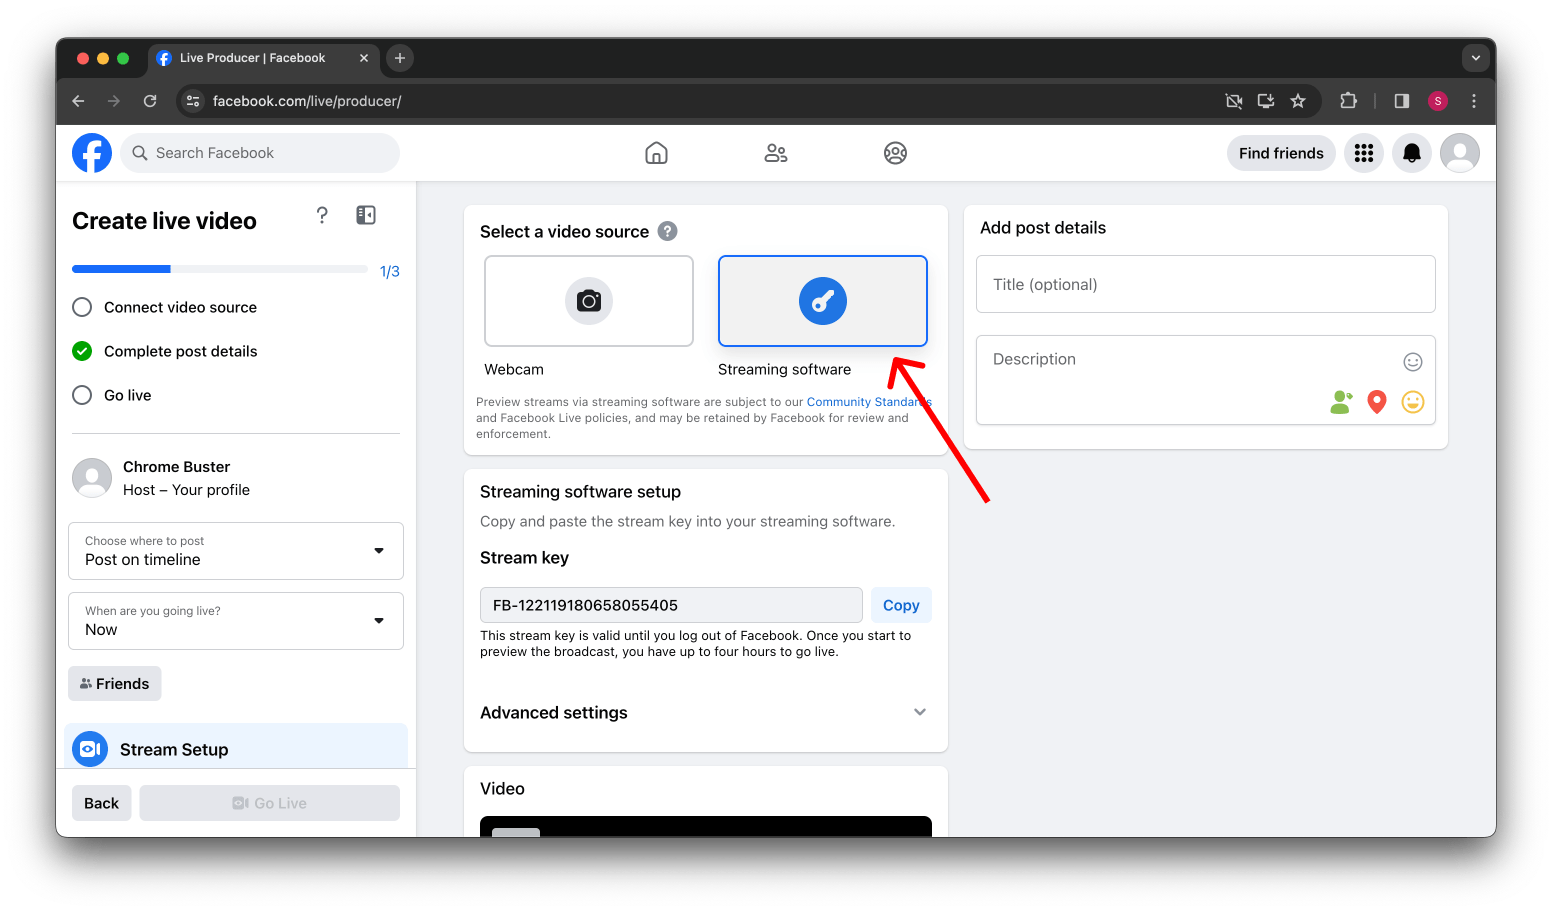 Live Producer | Facebook
facebook.com/live/producer/
S
Search Facebook
Find friends
Create live video
?
1/3
Connect video source
Complete post details
Go live
Chrome Buster
Host – Your profile
Choose where to post
Post on timeline
When are you going live?
Now
Friends
Stream Setup
Back
Go Live
Select a video source ?
Webcam
Streaming software
Preview streams via streaming software are subject to our Community Standards
and Facebook Live policies, and may be retained by Facebook for review and
enforcement.
Streaming software setup
Copy and paste the stream key into your streaming software.
Stream key
FB-122119180658055405
Copy
This stream key is valid until you log out of Facebook. Once you start to
preview the broadcast, you have up to four hours to go live.
Advanced settings
Video
Add post details
Title (optional)
Description